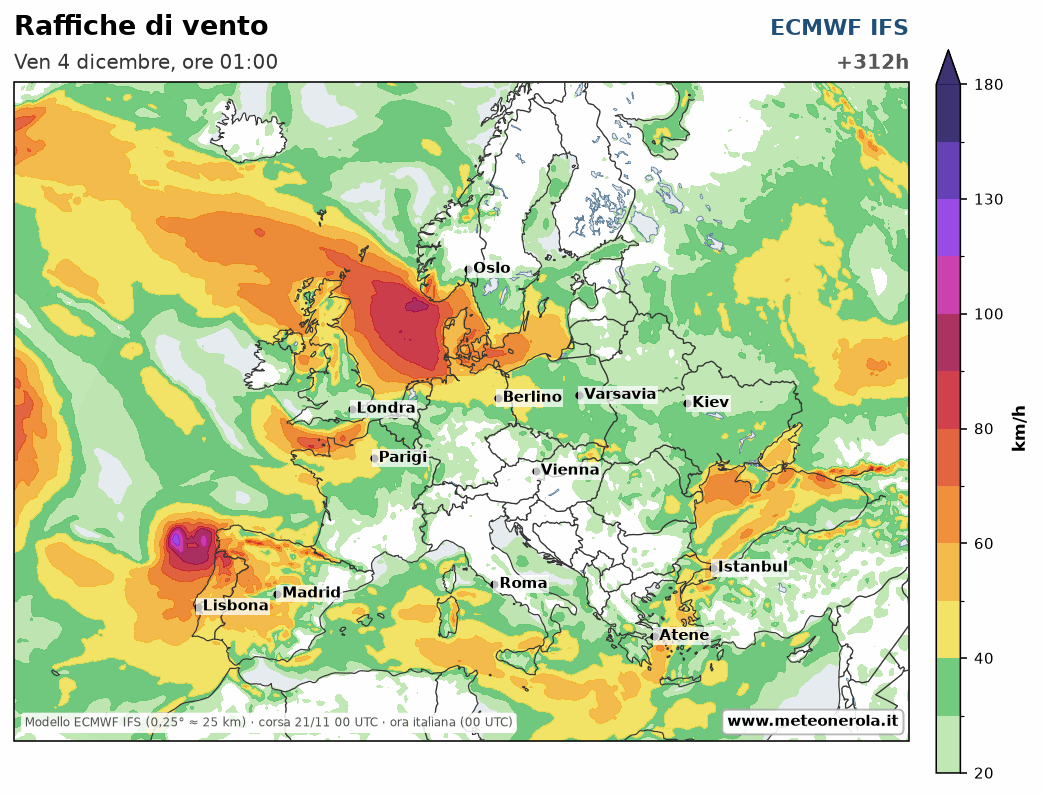 Raffiche di vento
ECMWF IFS
Ven 4 dicembre, ore 01:00
+312h
180
130
100
80
60
40
20
km/h
Oslo
Londra
Berlino
Varsavia
Kiev
Parigi
Vienna
Istanbul
Roma
Madrid
Lisbona
Atene
Modello ECMWF IFS (0,25° ≈ 25 km) · corsa 21/11 00 UTC · ora italiana (00 UTC)
www.meteonerola.it